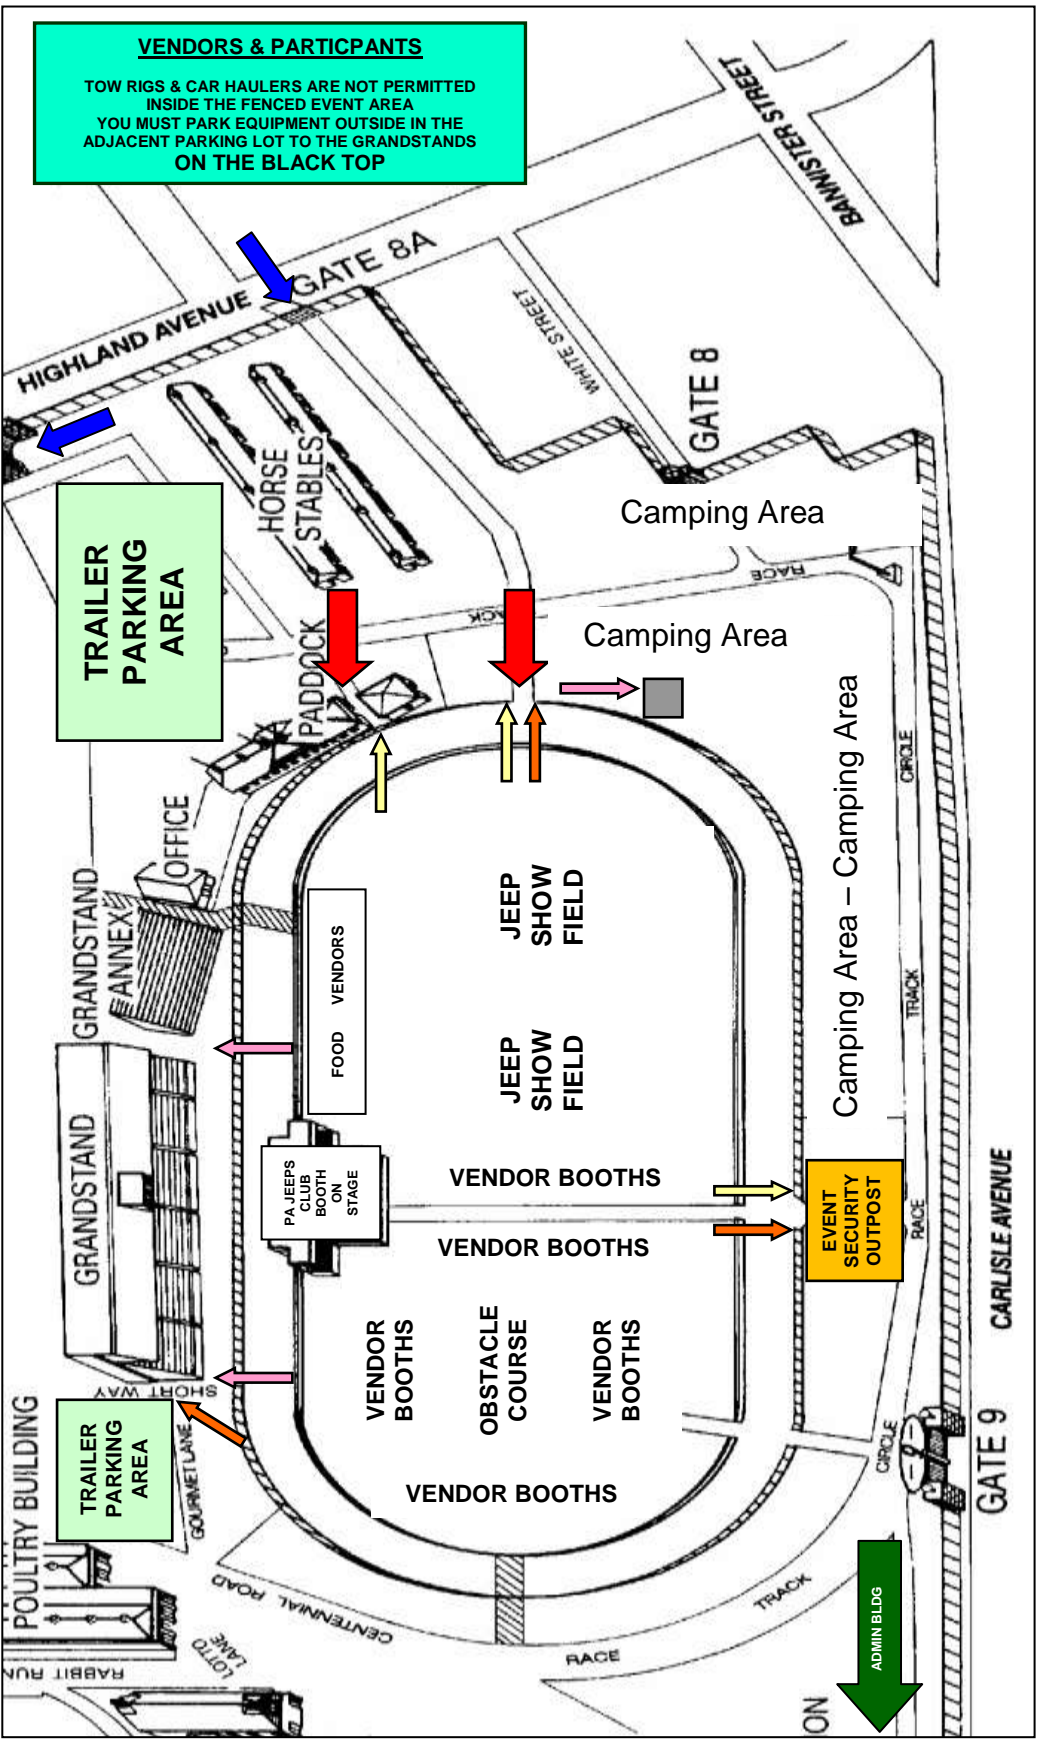 VENDORS & PARTICPANTS
TOW RIGS & CAR HAULERS ARE NOT PERMITTED
INSIDE THE FENCED EVENT AREA
YOU MUST PARK EQUIPMENT OUTSIDE IN THE
ADJACENT PARKING LOT TO THE GRANDSTANDS
ON THE BLACK TOP
BANNISTER STREET
GATE 8A
HIGHLAND AVENUE
WHITE STREET
GATE 8
HORSE
STABLES
Camping Area
TRAILER
PARKING
AREA
RACE
TRACK
Camping Area
PADDOCK
CIRCLE
Camping Area – Camping Area
OFFICE
GRANDSTAND
ANNEX
JEEP
SHOW
FIELD
FOOD VENDORS
TRACK
JEEP
SHOW
FIELD
GRANDSTAND
PA JEEPS
CLUB
BOOTH
ON
STAGE
VENDOR BOOTHS
EVENT
SECURITY
OUTPOST
RACE
VENDOR BOOTHS
CARLISLE AVENUE
VENDOR
BOOTHS
OBSTACLE
COURSE
VENDOR
BOOTHS
SHORT WAY
TRAILER
PARKING
AREA
GOURMET LANE
CIRCLE
GATE 9
POULTRY BUILDING
VENDOR BOOTHS
CENTENNIAL ROAD
TRACK
RACE
LOTTO
LANE
RABBIT RUN
ADMIN BLDG
ON